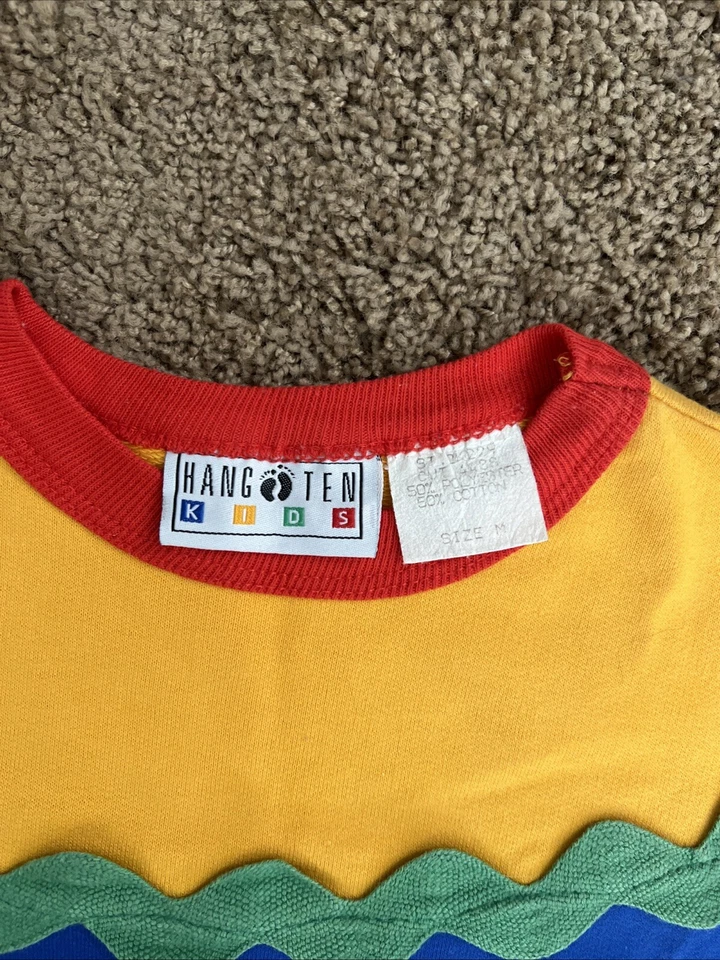 HANG TEN
KIDS
50% POLYESTER
50% COTTON
SIZE M